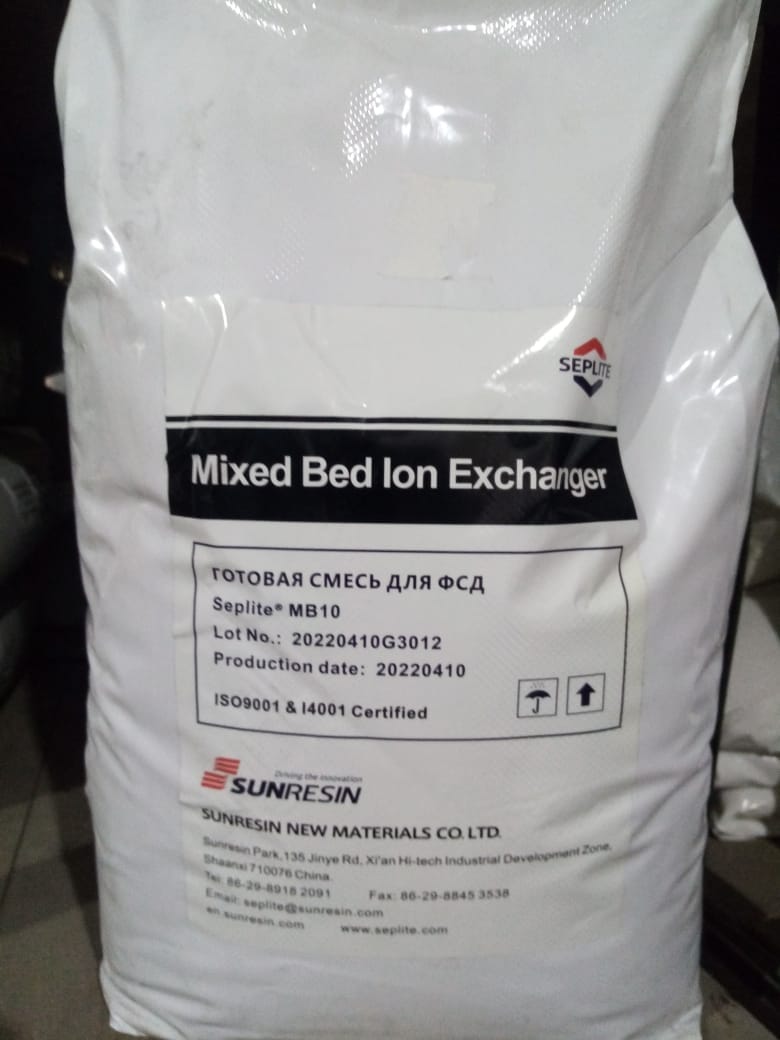 SEPLITE
Mixed Bed Ion Exchanger
ГОТОВАЯ СМЕСЬ ДЛЯ ФСД
Seplite® MB10
Lot No.: 20220410G3012
Production date: 20220410
ISO9001 & I4001 Certified
Driving the innovation
SUNRESIN
SUNRESIN NEW MATERIALS CO. LTD.
Sunresin Park,135 Jinye Rd, Xi'an Hi-tech Industrial Development Zone,
Shaanxi 710076 China.
Tel: 86-29-8918 2091 Fax: 86-29-8845 3538
Email: seplite@sunresin.com
en.sunresin.com www.seplite.com